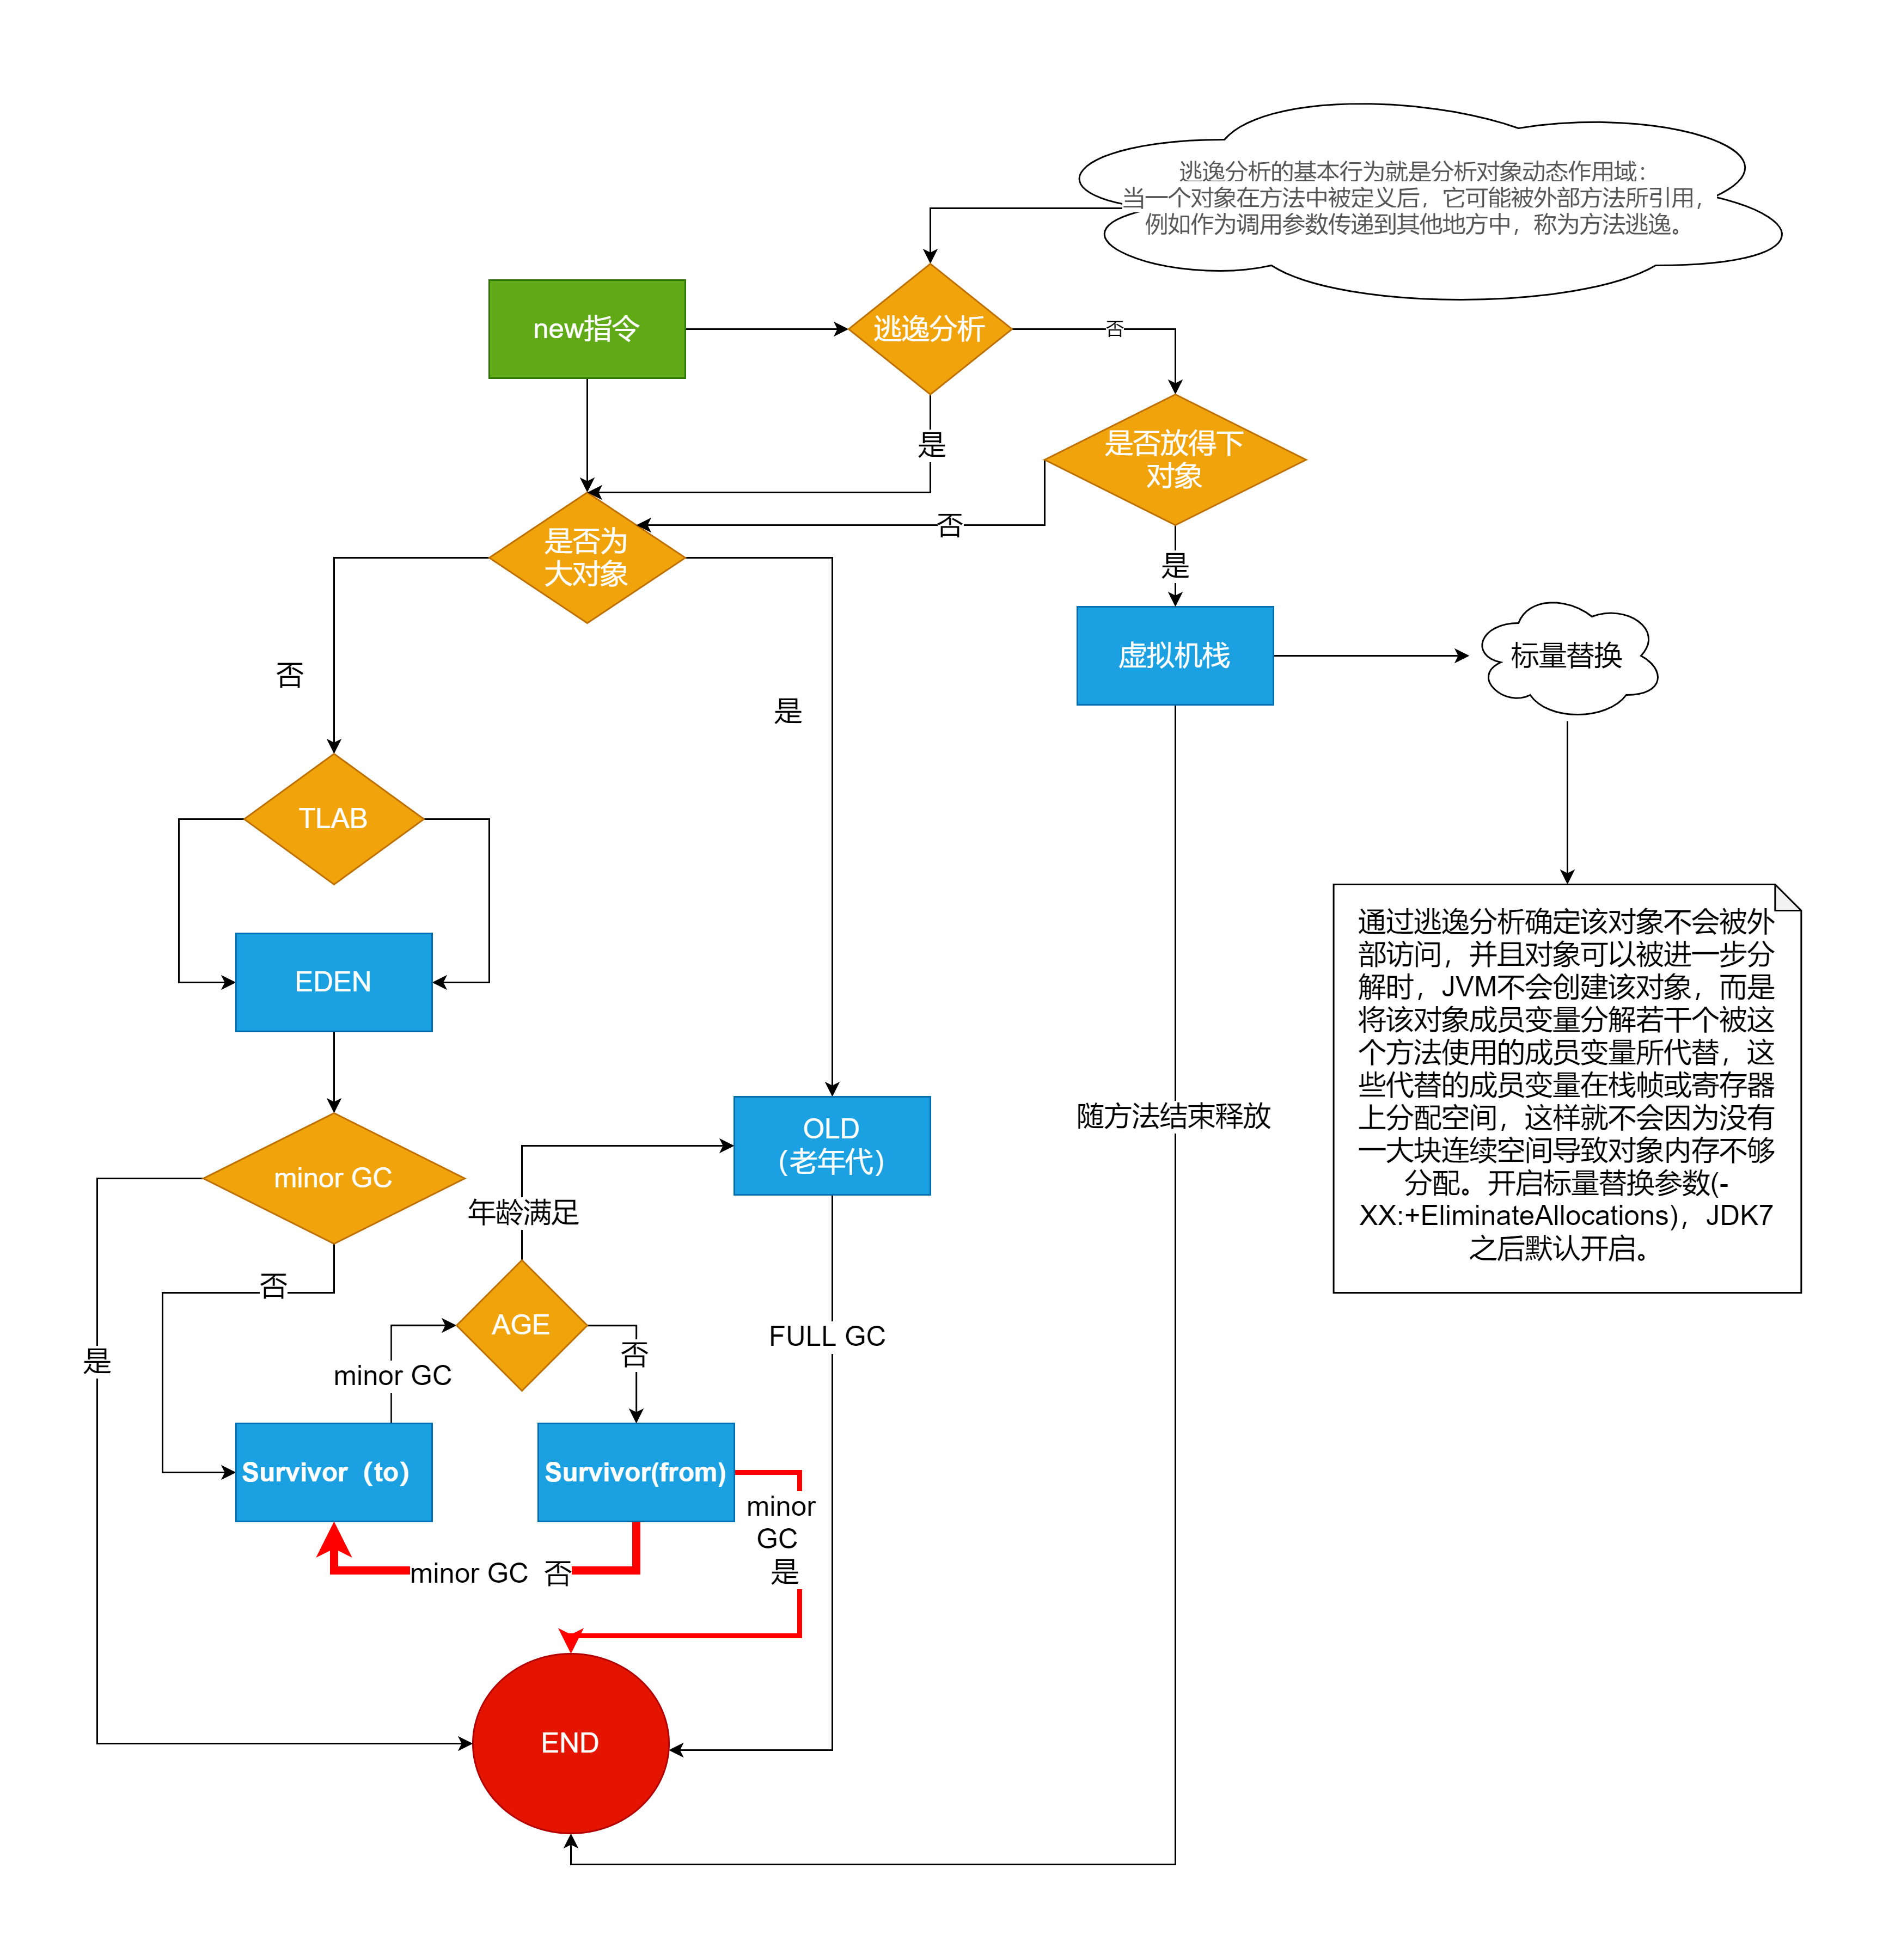 逃逸分析的基本行为就是分析对象动态作用域：
当一个对象在方法中被定义后，它可能被外部方法所引用，
例如作为调用参数传递到其他地方中，称为方法逃逸。
new指令
逃逸分析
否
是
是否放得下
对象
否
是否为
大对象
是
虚拟机栈
标量替换
否
是
TLAB
EDEN
通过逃逸分析确定该对象不会被外
部访问，并且对象可以被进一步分
解时，JVM不会创建该对象，而是
将该对象成员变量分解若干个被这
个方法使用的成员变量所代替，这
些代替的成员变量在栈帧或寄存器
上分配空间，这样就不会因为没有
一大块连续空间导致对象内存不够
分配。开启标量替换参数(-
XX:+EliminateAllocations)，JDK7
之后默认开启。
随方法结束释放
OLD
（老年代）
minor GC
年龄满足
否
AGE
FULL GC
否
是
minor GC
Survivor（to）
Survivor(from)
minor
GC
是
minor GC 否
END